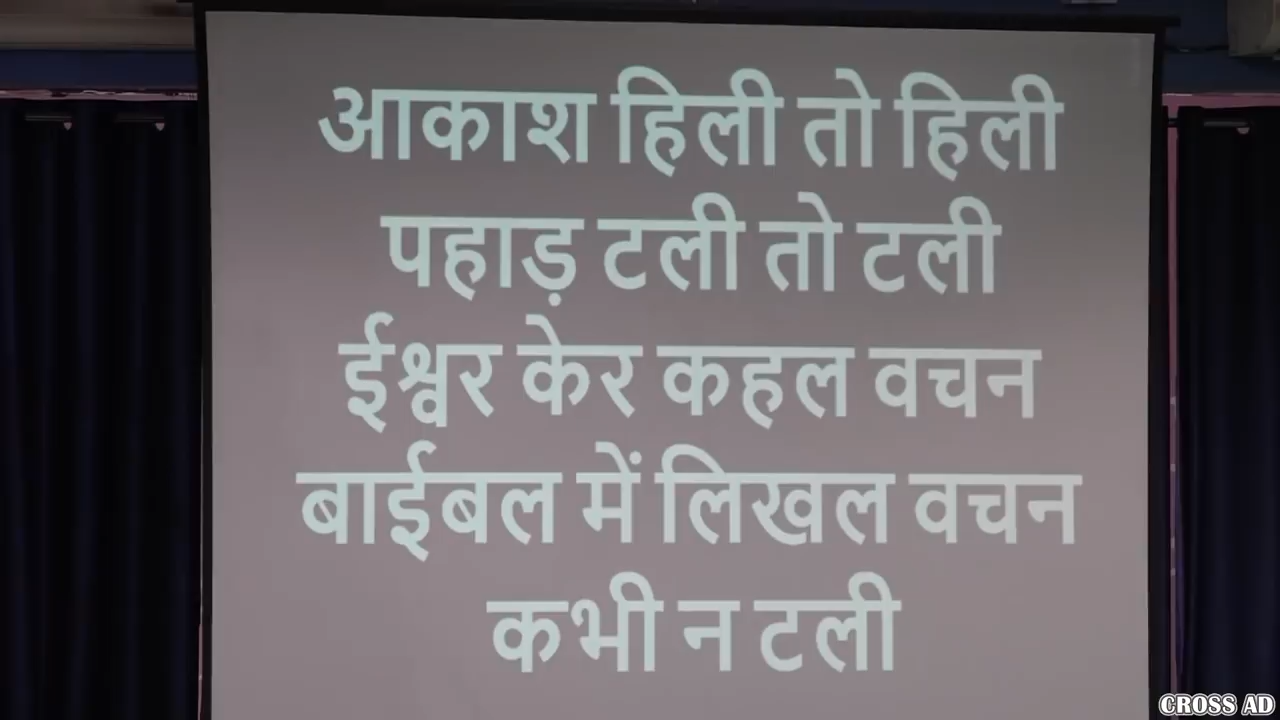 आकाश हिली तो हिली
पहाड़ टली तो टली
ईश्वर केर कहल वचन
बाईबल में लिखल वचन
कभी न टली
CROSS AD